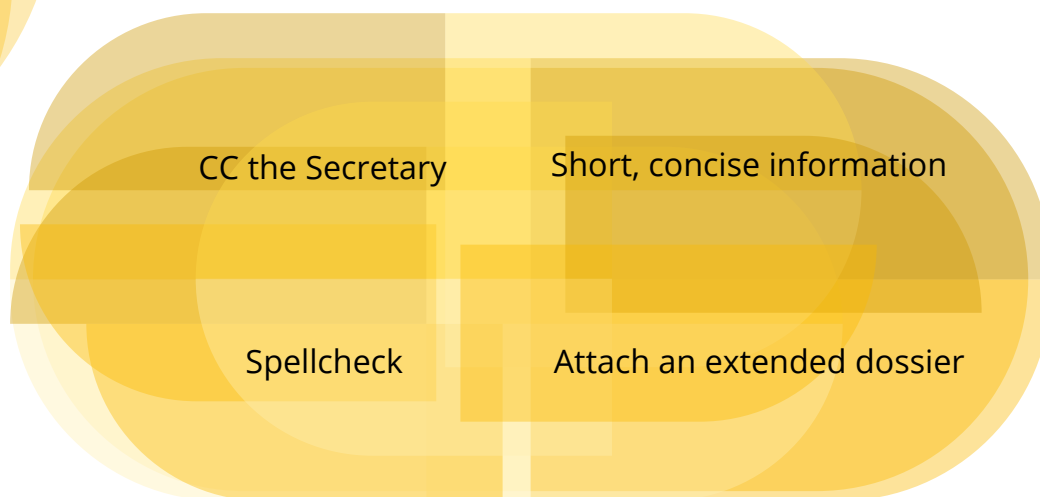 CC the Secretary
Short, concise information
Spellcheck
Attach an extended dossier